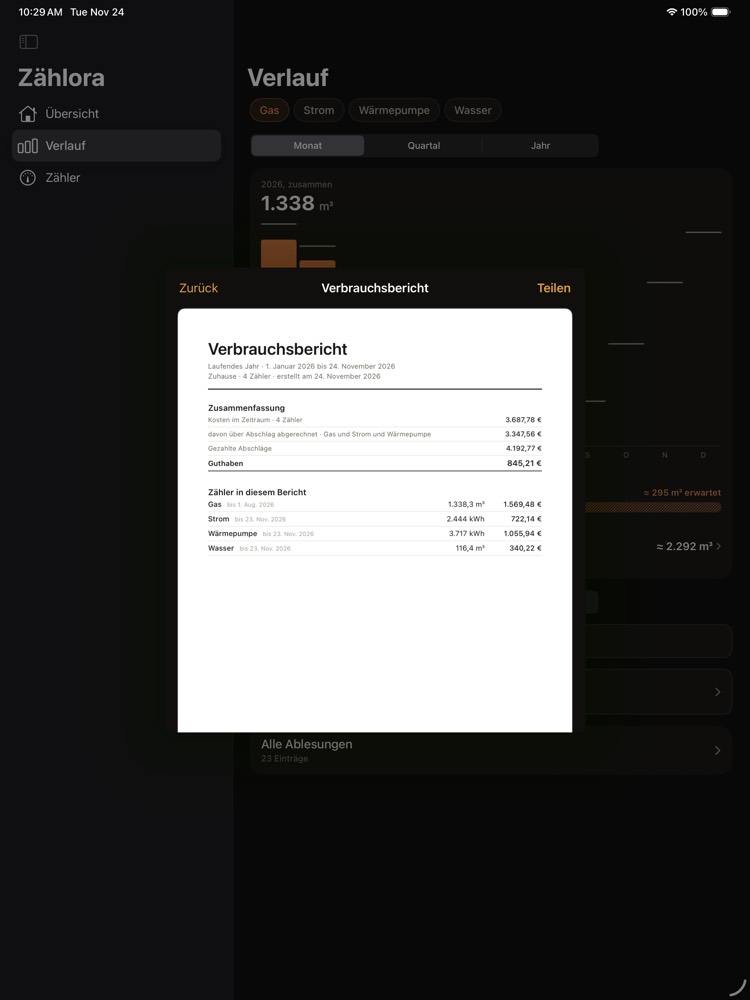 10:29 AM Tue Nov 24
100%
Zählora
Übersicht
Verlauf
Zähler
Verlauf
Gas Strom Wärmepumpe Wasser
Monat Quartal Jahr
2026, zusammen
1.338 m³
Zurück Verbrauchsbericht Teilen
Verbrauchsbericht
Laufendes Jahr · 1. Januar 2026 bis 24. November 2026
Zuhause · 4 Zähler · erstellt am 24. November 2026
Zusammenfassung
Kosten im Zeitraum · 4 Zähler 3.687,78 €
davon über Abschlag abgerechnet · Gas und Strom und Wärmepumpe 3.347,56 €
Gezahlte Abschläge 4.192,77 €
Guthaben 845,21 €
Zähler in diesem Bericht
Gas bis 1. Aug. 2026 1.338,3 m³ 1.569,48 €
Strom bis 23. Nov. 2026 2.444 kWh 722,14 €
Wärmepumpe bis 23. Nov. 2026 3.717 kWh 1.055,94 €
Wasser bis 23. Nov. 2026 116,4 m³ 340,22 €
S O N D
≈ 295 m³ erwartet
≈ 2.292 m³
Alle Ablesungen
23 Einträge